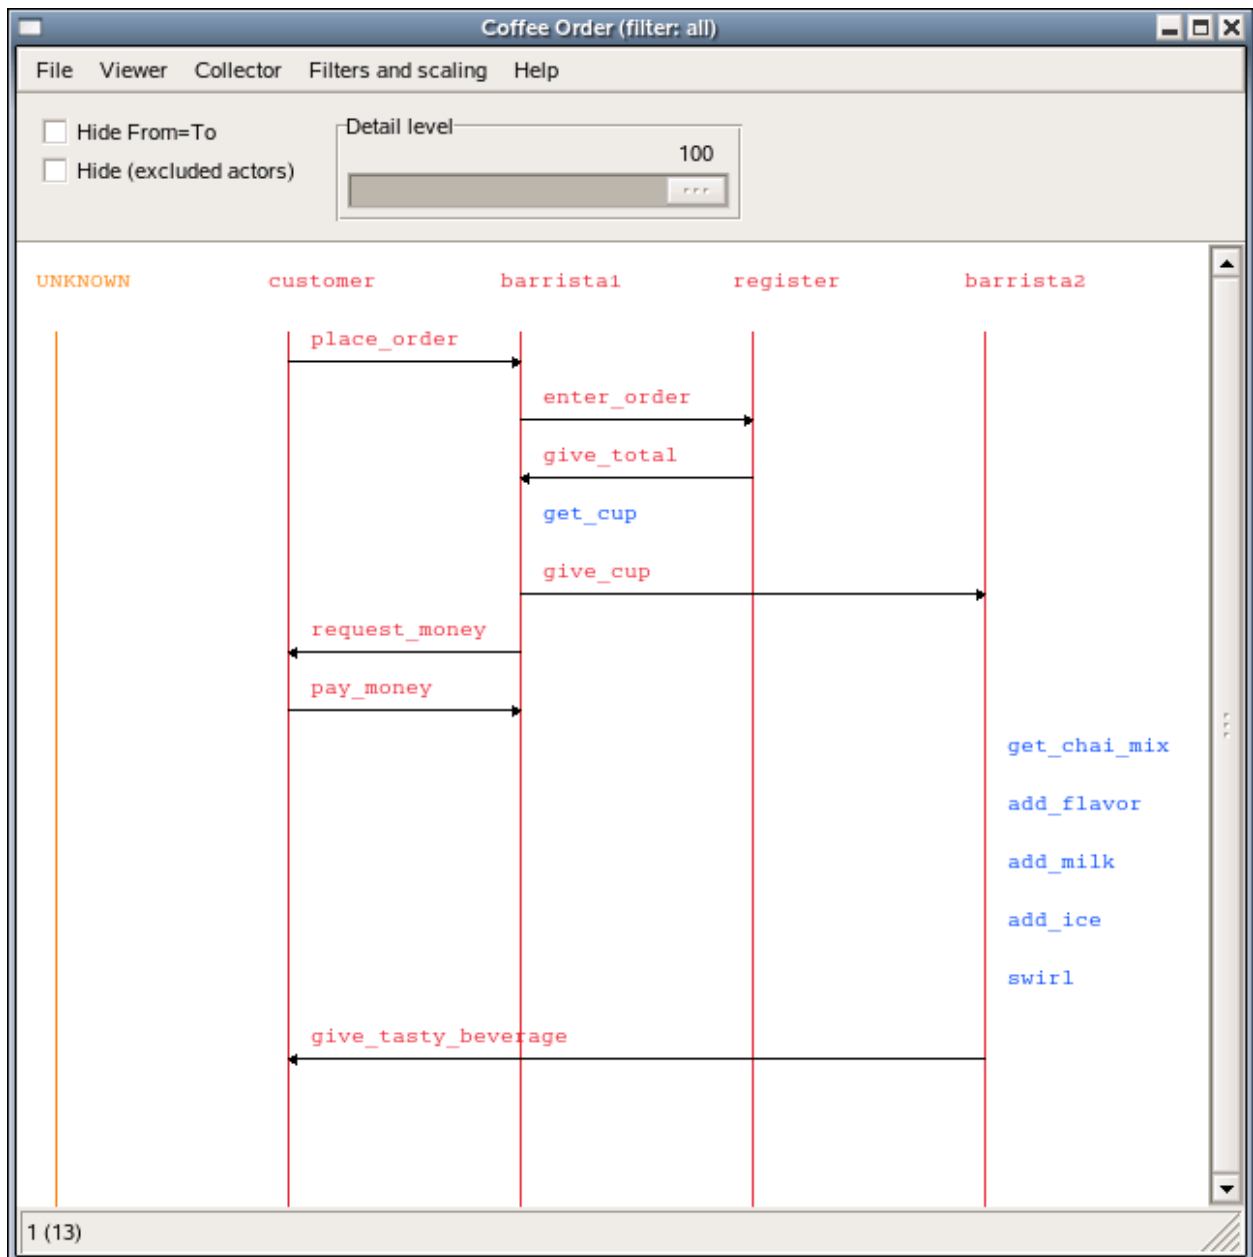 Coffee Order (filter: all)
File Viewer Collector Filters and scaling Help
Hide From=To
Hide (excluded actors)
Detail level
100
UNKNOWN customer barrista1 register barrista2
place_order
enter_order
give_total
get_cup
give_cup
request_money
pay_money
get_chai_mix
add_flavor
add_milk
add_ice
swirl
give_tasty_beverage
1 (13)